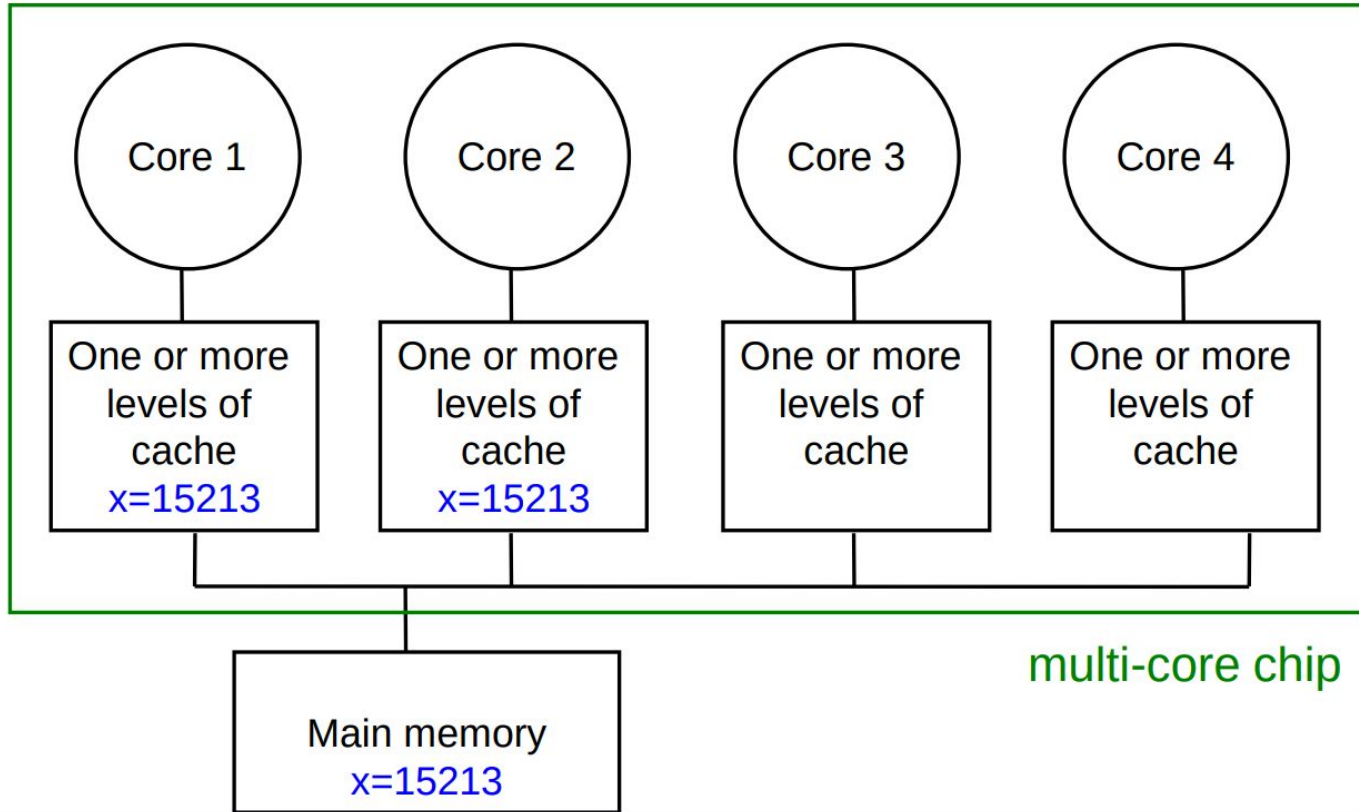 Core 1
Core 2
Core 3
Core 4
One or more
levels of
cache
x=15213
One or more
levels of
cache
x=15213
One or more
levels of
cache
One or more
levels of
cache
multi-core chip
Main memory
x=15213